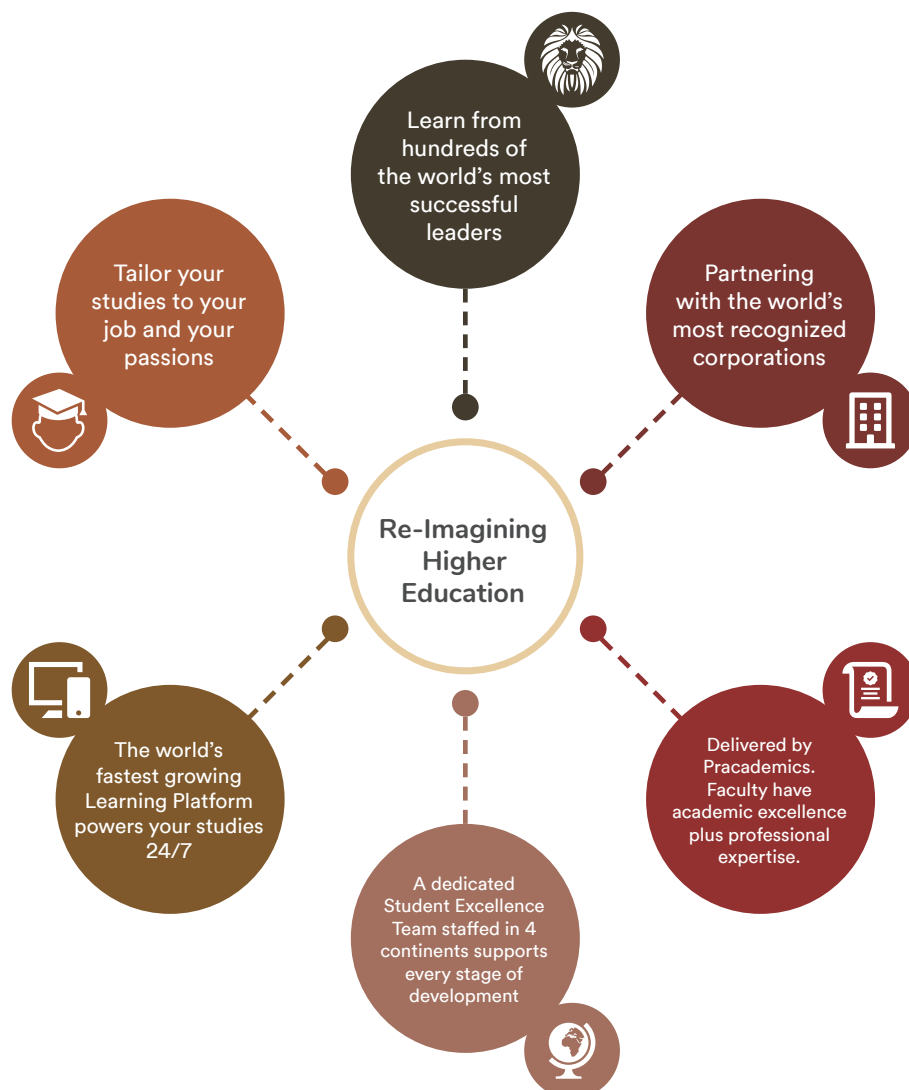 Learn from
hundreds of
the world's most
successful
leaders
Tailor your
studies to your
job and your
passions
Partnering
with the world's
most recognized
corporations
Re-Imagining
Higher
Education
The world's
fastest growing
Learning Platform
powers your studies
24/7
Delivered by
Pracademics.
Faculty have
academic excellence
plus professional
expertise.
A dedicated
Student Excellence
Team staffed in 4
continents supports
every stage of
development